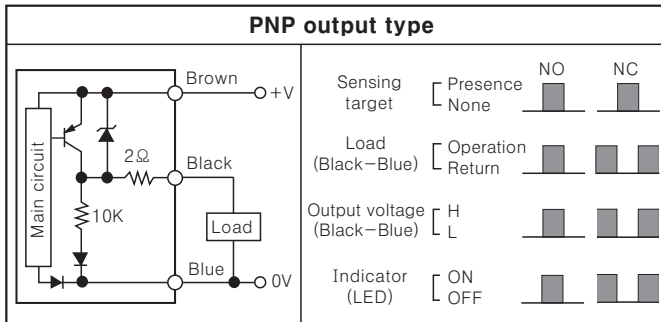 PNP output type
Brown
+V
Main circuit
2Ω
Black
10K
Load
Blue
0V
NO NC
Sensing target Presence None
Load (Black-Blue) Operation Return
Output voltage (Black-Blue) H L
Indicator (LED) ON OFF